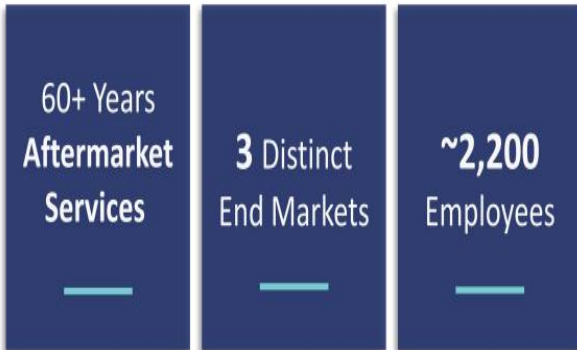 60+ Years
Aftermarket
Services
3 Distinct
End Markets
~2,200
Employees